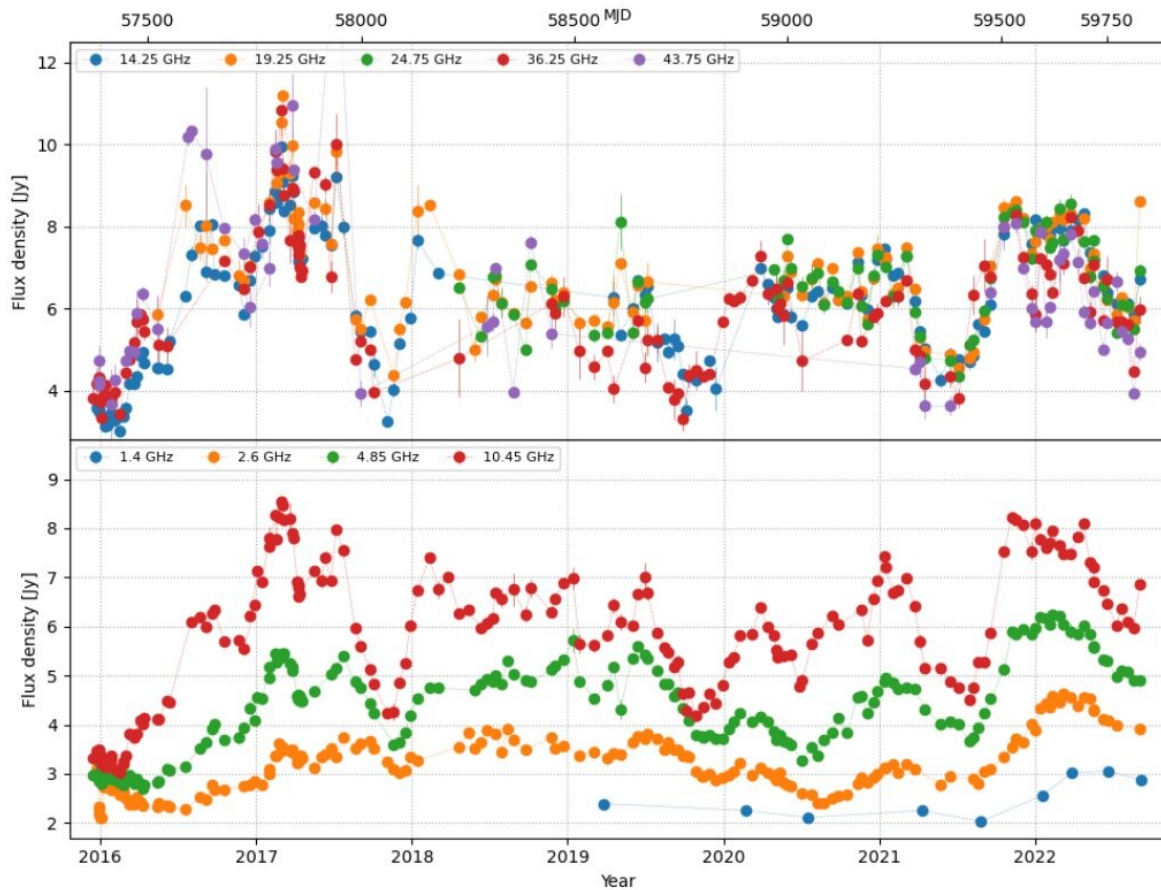 57500 58000 58500 MJD 59000 59500 59750
14.25 GHz 19.25 GHz 24.75 GHz 36.25 GHz 43.75 GHz
12
10
8
6
4
Flux density [Jy]
1.4 GHz 2.6 GHz 4.85 GHz 10.45 GHz
9
8
7
6
5
4
3
2
Flux density [Jy]
2016 2017 2018 2019 2020 2021 2022
Year